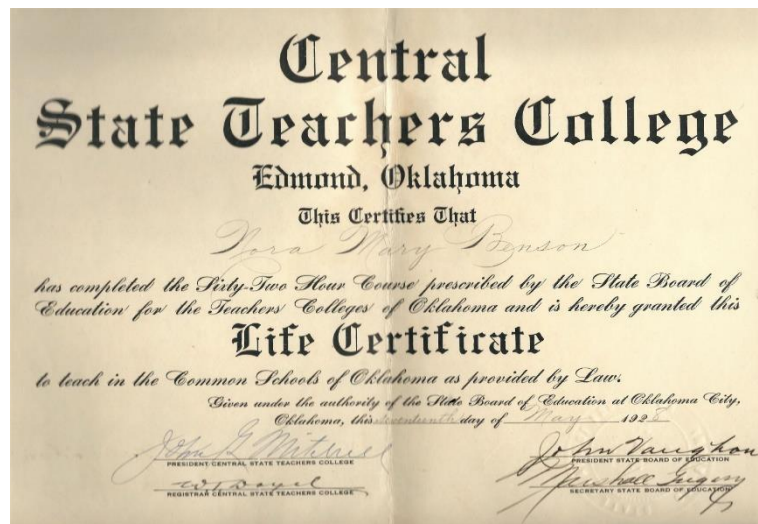 Central
State Teachers College
Edmond, Oklahoma
This Certifies That
Nora Mary Benson
has completed the Sixty-Two Hour Course prescribed by the State Board of
Education for the Teachers Colleges of Oklahoma and is hereby granted this
Life Certificate
to teach in the Common Schools of Oklahoma as provided by Law.
Given under the authority of the State Board of Education at Oklahoma City,
Oklahoma, this seventeenth day of May 1928
John G Mitchell
PRESIDENT CENTRAL STATE TEACHERS COLLEGE
REGISTRAR CENTRAL STATE TEACHERS COLLEGE
John Vaughan
PRESIDENT STATE BOARD OF EDUCATION
Marshall Gregory
SECRETARY STATE BOARD OF EDUCATION